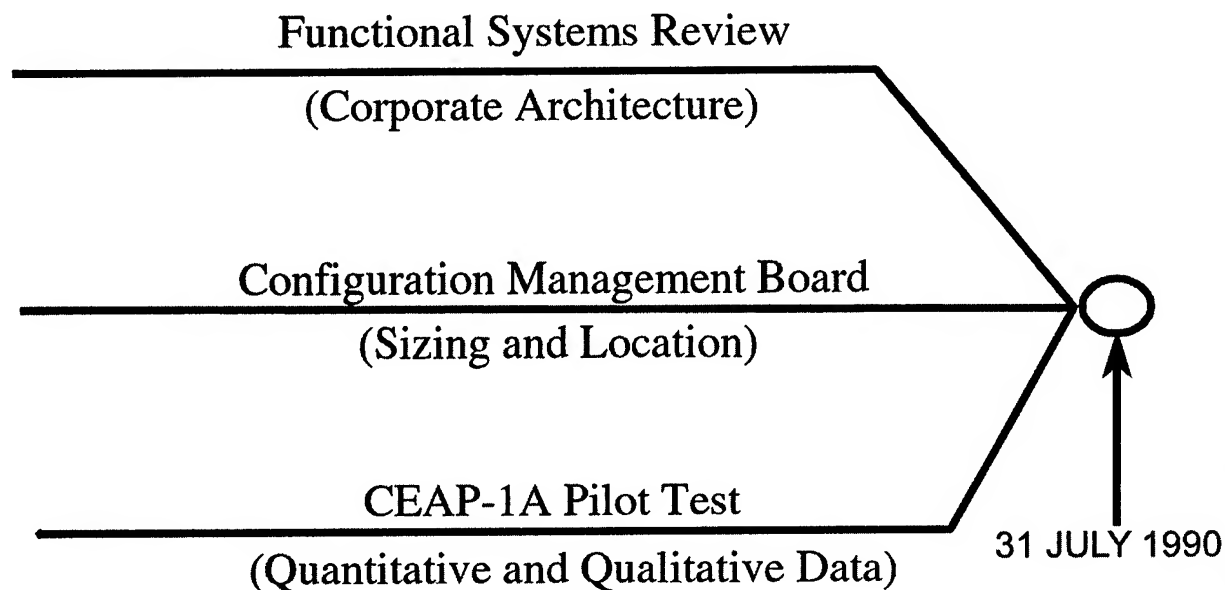 Functional Systems Review
(Corporate Architecture)
Configuration Management Board
(Sizing and Location)
CEAP-1A Pilot Test
(Quantitative and Qualitative Data)
31 JULY 1990